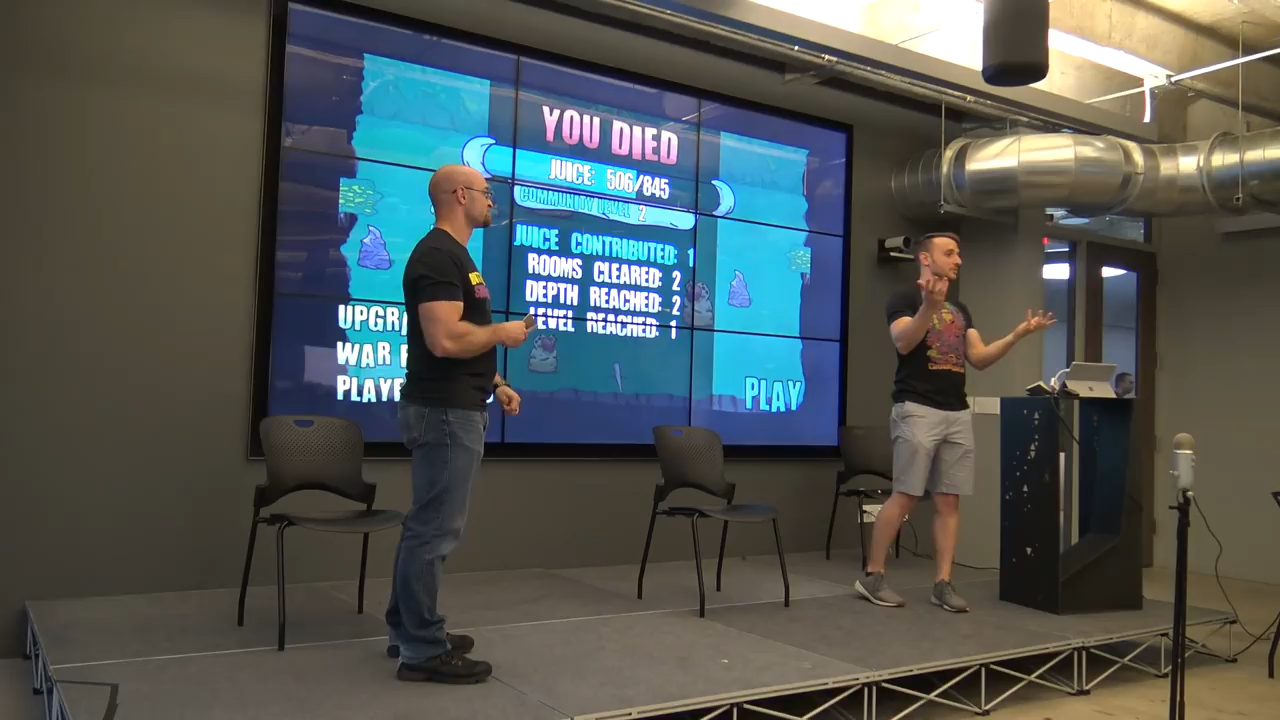 YOU DIED
JUICE: 506/845
COMMUNITY LEVEL 2
JUICE CONTRIBUTED: 1
ROOMS CLEARED: 2
DEPTH REACHED: 2
LEVEL REACHED: 1
WAR
PLAY